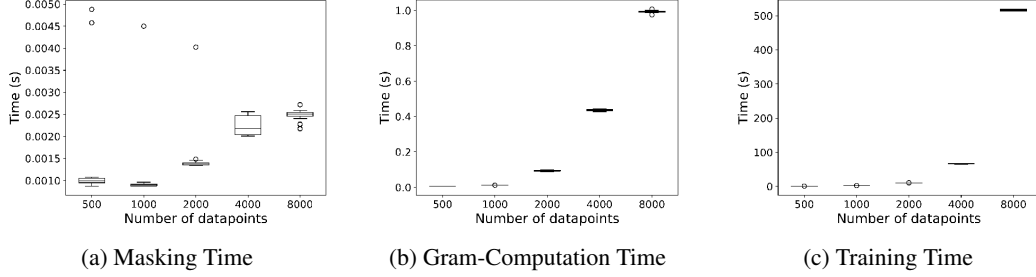 0.0050
0.0045
0.0040
0.0035
0.0030
0.0025
0.0020
0.0015
0.0010
Time (s)
500 1000 2000 4000 8000
Number of datapoints
(a) Masking Time
1.0
0.8
0.6
0.4
0.2
0.0
Time (s)
500 1000 2000 4000 8000
Number of datapoints
(b) Gram-Computation Time
500
400
300
200
100
0
Time (s)
500 1000 2000 4000 8000
Number of datapoints
(c) Training Time